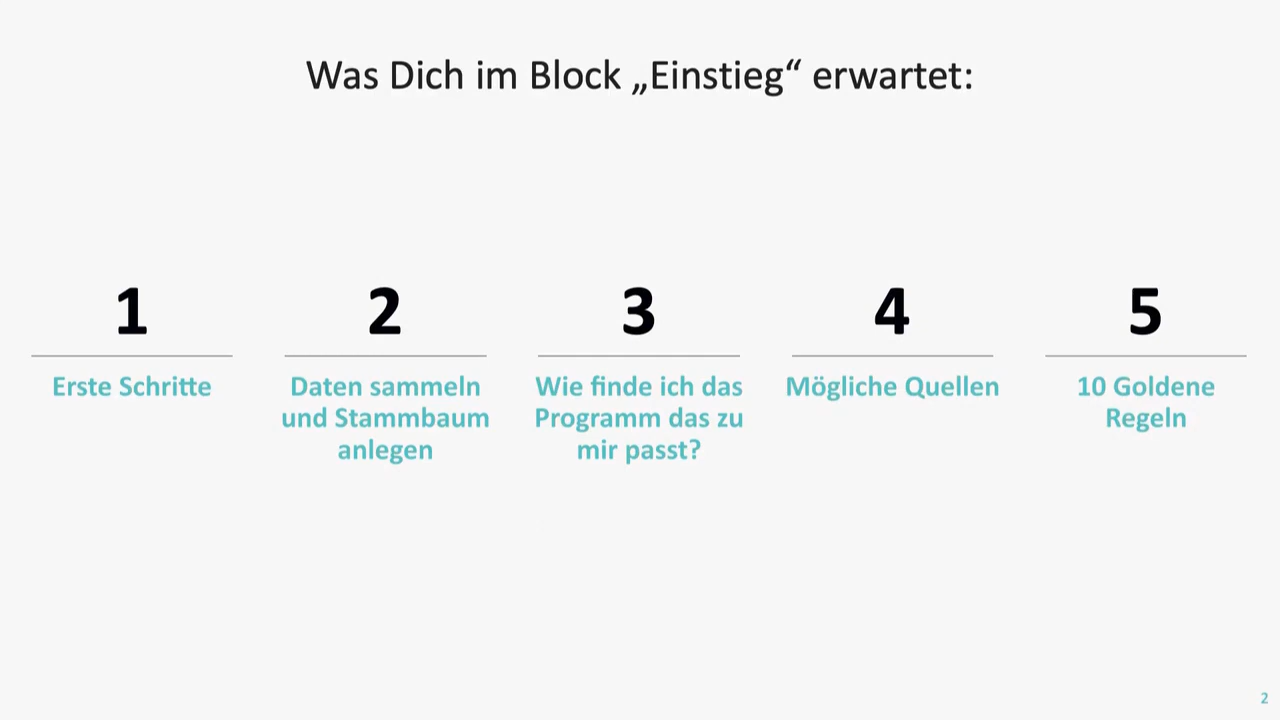 Was Dich im Block „Einstieg“ erwartet:
1
Erste Schritte
2
Daten sammeln
und Stammbaum
anlegen
3
Wie finde ich das
Programm das zu
mir passt?
4
Mögliche Quellen
5
10 Goldene
Regeln
2